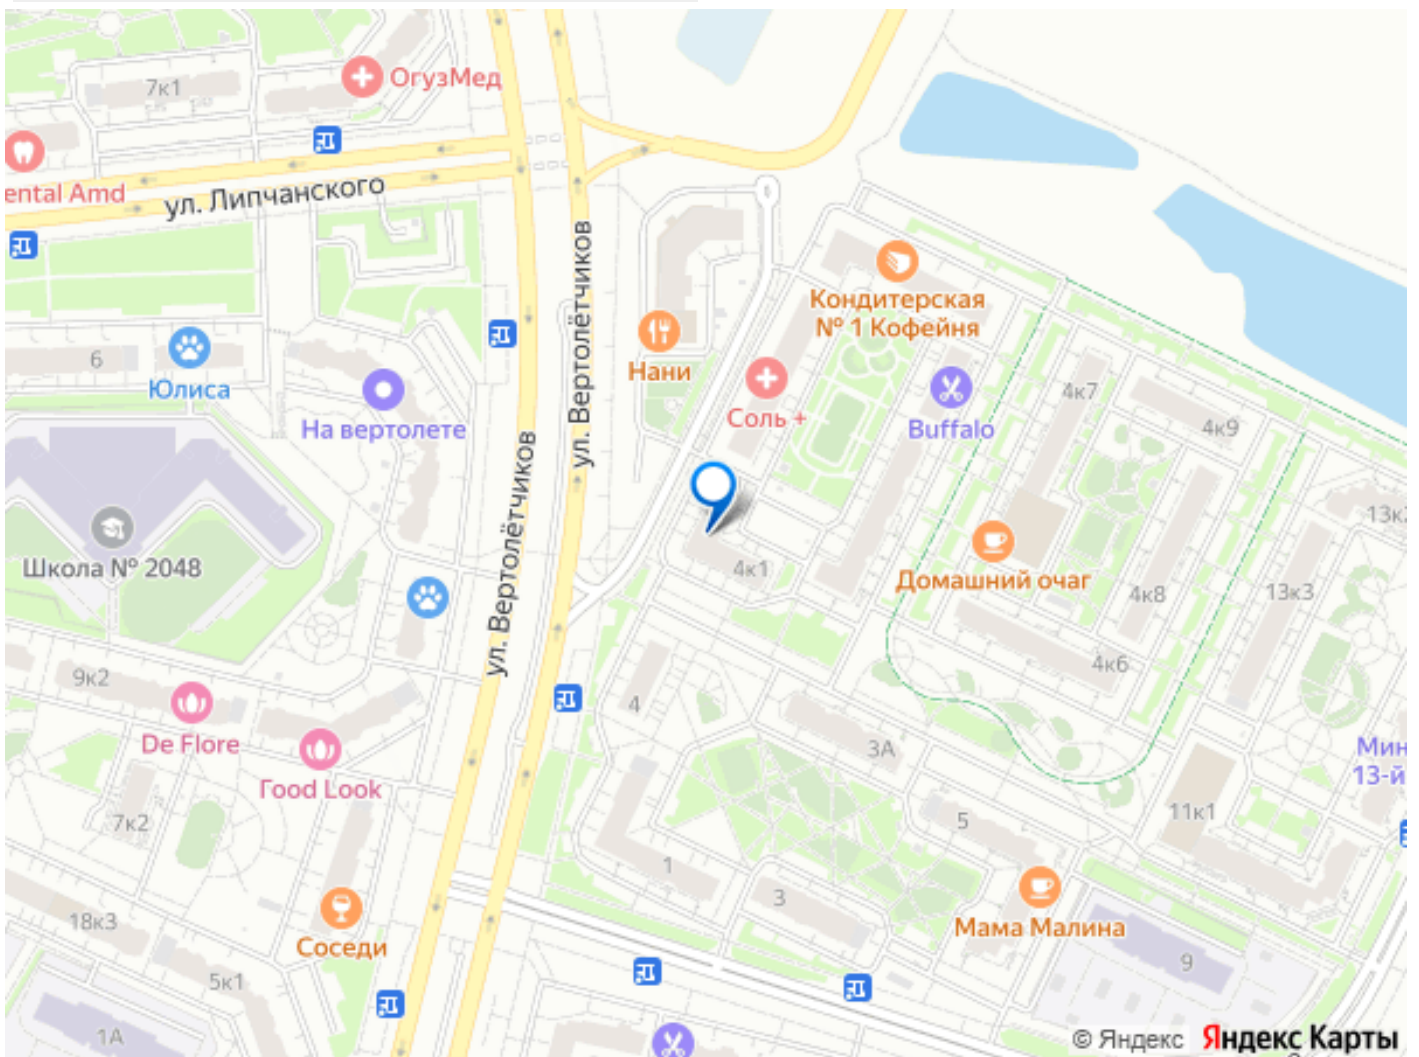 7к1
ОгузМед
ental Amd
ул. Липчанского
ул. Вертолётчиков
Кондитерская
№ 1 Кофейня
6
Юлиса
На вертолете
Нани
Соль +
Buffalo
4к7
4к9
ул. Вертолётчиков
Школа № 2048
4к1
Домашний очаг
4к8
13к3
13к2
4к6
9к2
De Flore
Гood Look
4
3А
Мин
13-й
7к2
11к1
5
1
3
18к3
Соседи
Мама Малина
5к1
9
1А
© Яндекс Яндекс Карты